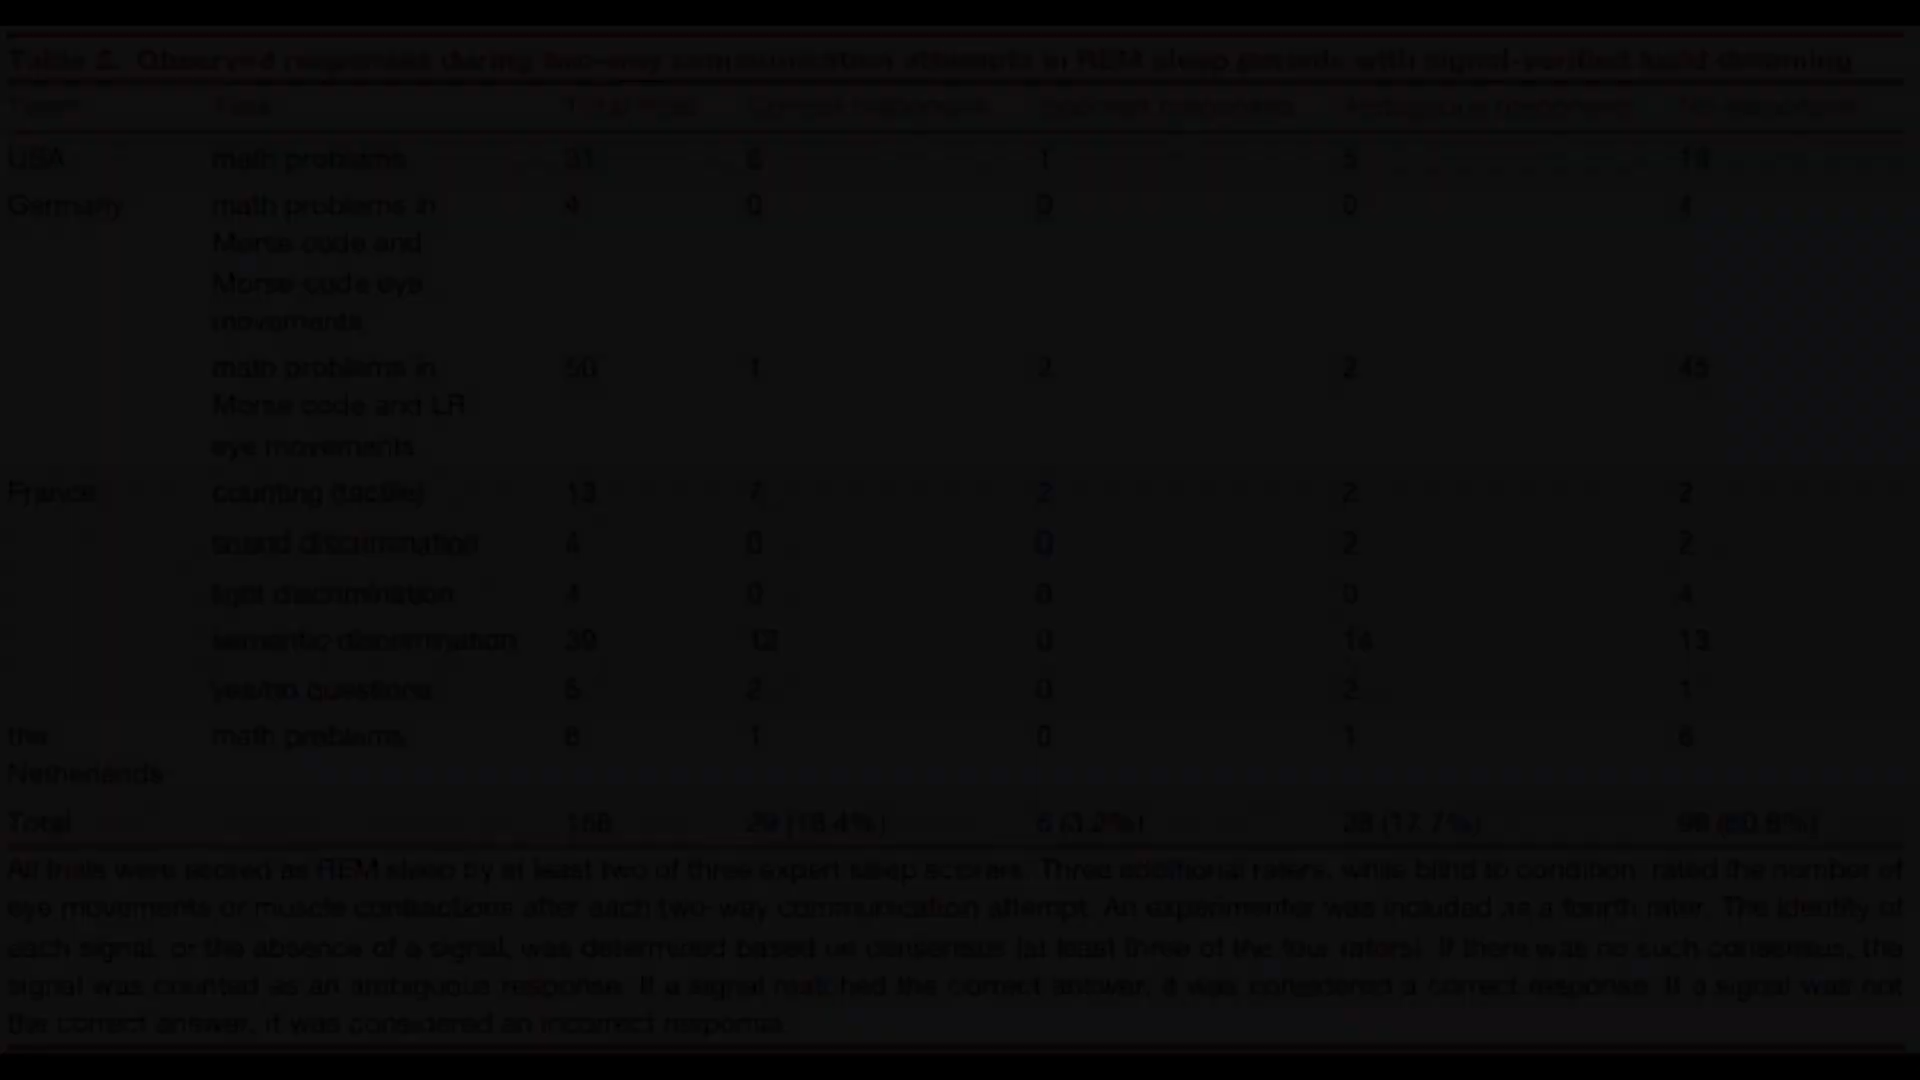 Table 2. Observed responses during two-way communication attempts in REM sleep periods with signal-verified lucid dreaming
Team Task Total trials Correct responses Incorrect responses Ambiguous responses No response
USA math problems 31 6 1 5 19
Germany math problems in 4 0 0 0 4
Morse code and
Morse-code eye
movements
math problems in 50 1 2 2 45
Morse code and LR
eye movements
France counting (tactile) 13 7 2 2 2
sound discrimination 4 0 0 2 2
light discrimination 4 0 0 0 4
semantic discrimination 39 12 0 14 13
yes/no questions 5 2 0 2 1
the math problems 1 0 1 6
Netherlands
Total 158 29 (18.4%) 5 (3.2%) 28 (17.7%) 96 (60.8%)
All trials were scored as REM sleep by at least two of three expert sleep scorers. Three additional raters, while blind to condition, rated the number of
eye movements or muscle contractions after each two-way communication attempt. An experimenter was included as a fourth rater. The identity of
each signal, or the absence of a signal, was determined based on consensus (at least three of the four raters). If there was no such consensus, the
signal was counted as an ambiguous response. If a signal matched the correct answer, it was considered a correct response. If a signal was not
the correct answer, it was considered an incorrect response.